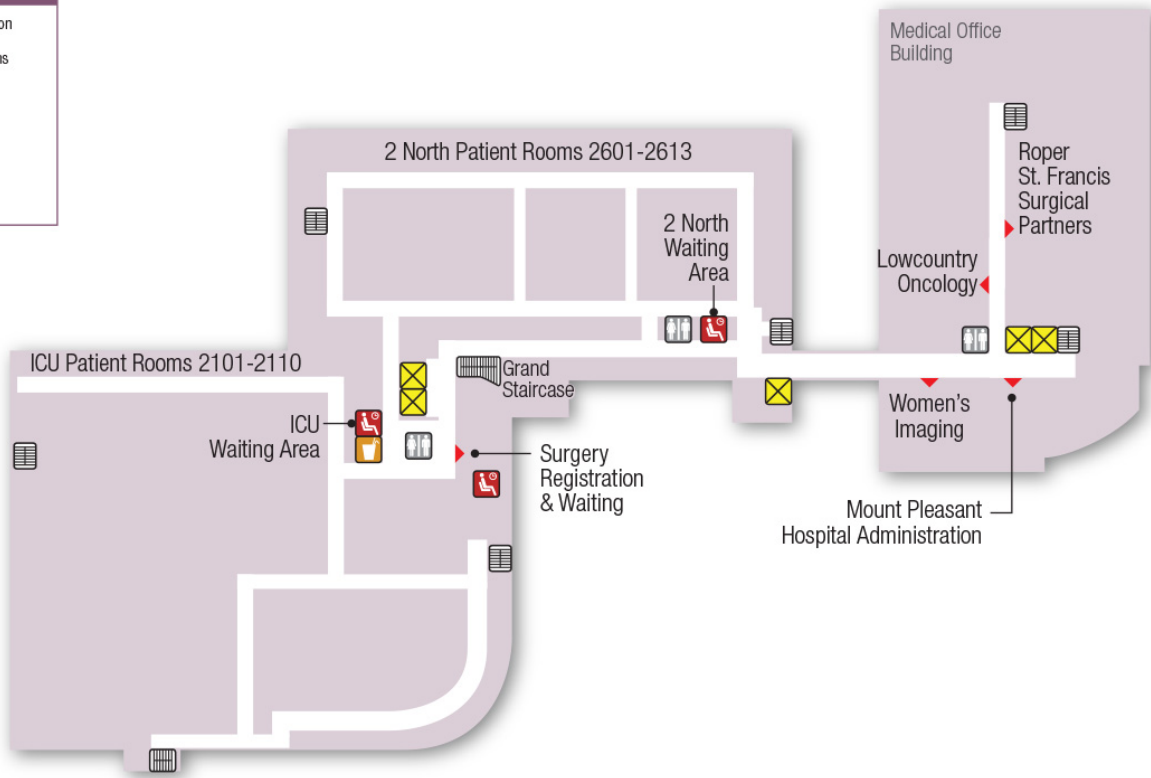 on
ns
Medical Office
Building
2 North Patient Rooms 2601-2613
Roper
St. Francis
Surgical
Partners
2 North
Waiting
Area
Lowcountry
Oncology
ICU Patient Rooms 2101-2110
Grand
Staircase
ICU
Waiting Area
Women's
Imaging
Surgery
Registration
& Waiting
Mount Pleasant
Hospital Administration